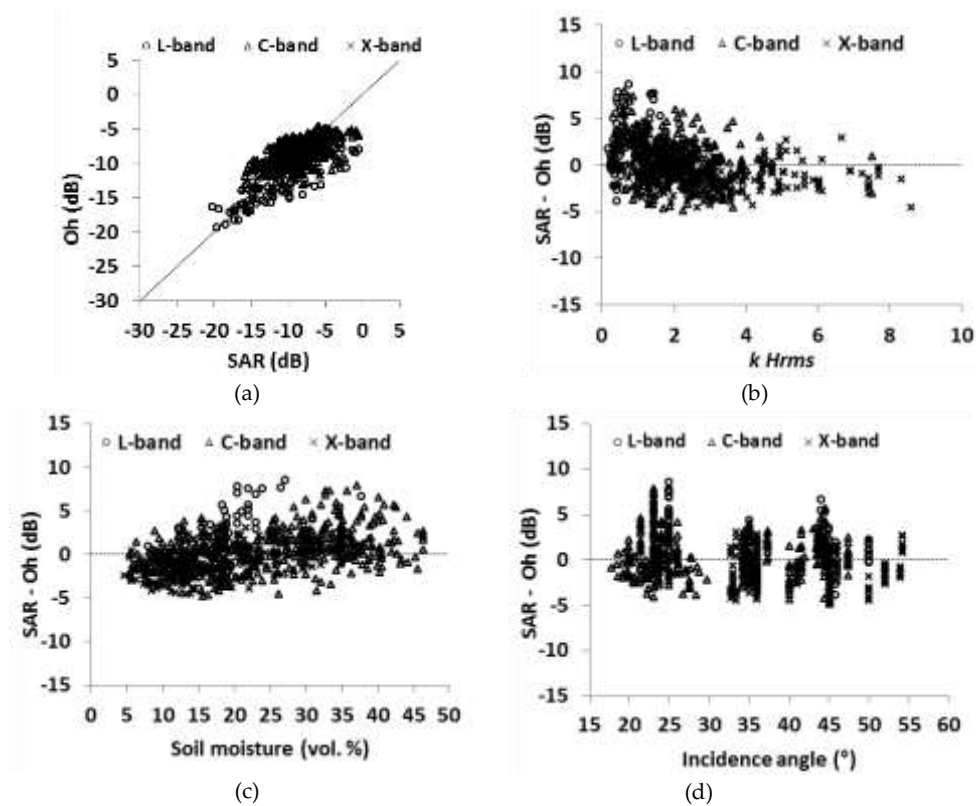 ○ L-band △ C-band × X-band
5
0
-5
-10
-15
-20
-25
-30
Oh (dB)
-30 -25 -20 -15 -10 -5 0 5
SAR (dB)
(a)
○ L-band △ C-band × X-band
15
10
5
0
-5
-10
-15
SAR - Oh (dB)
0 2 4 6 8 10
k Hrms
(b)
○ L-band △ C-band × X-band
15
10
5
0
-5
-10
-15
SAR - Oh (dB)
0 5 10 15 20 25 30 35 40 45 50
Soil moisture (vol. %)
(c)
○ L-band △ C-band × X-band
15
10
5
0
-5
-10
-15
SAR - Oh (dB)
15 20 25 30 35 40 45 50 55 60
Incidence angle (°)
(d)